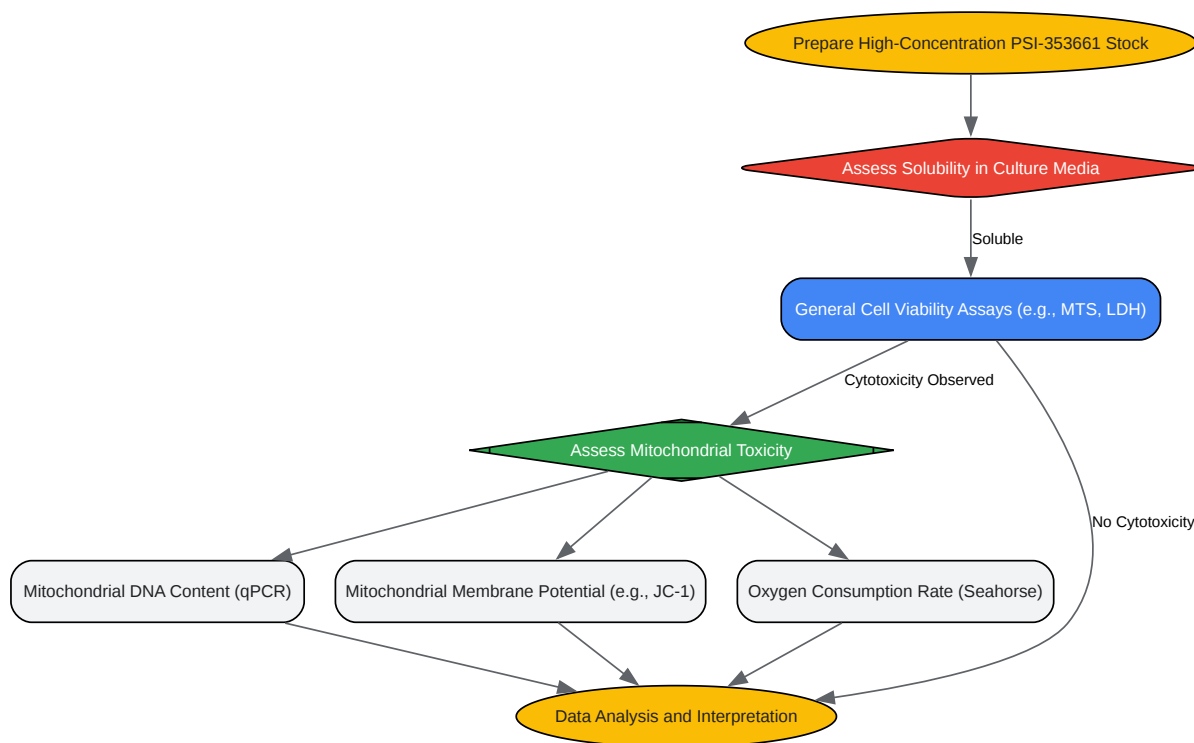 Prepare High-Concentration PSI-353661 Stock
Assess Solubility in Culture Media
Soluble
General Cell Viability Assays (e.g., MTS, LDH)
Cytotoxicity Observed
Assess Mitochondrial Toxicity
No Cytotoxicity
Mitochondrial DNA Content (qPCR)
Mitochondrial Membrane Potential (e.g., JC-1)
Oxygen Consumption Rate (Seahorse)
Data Analysis and Interpretation